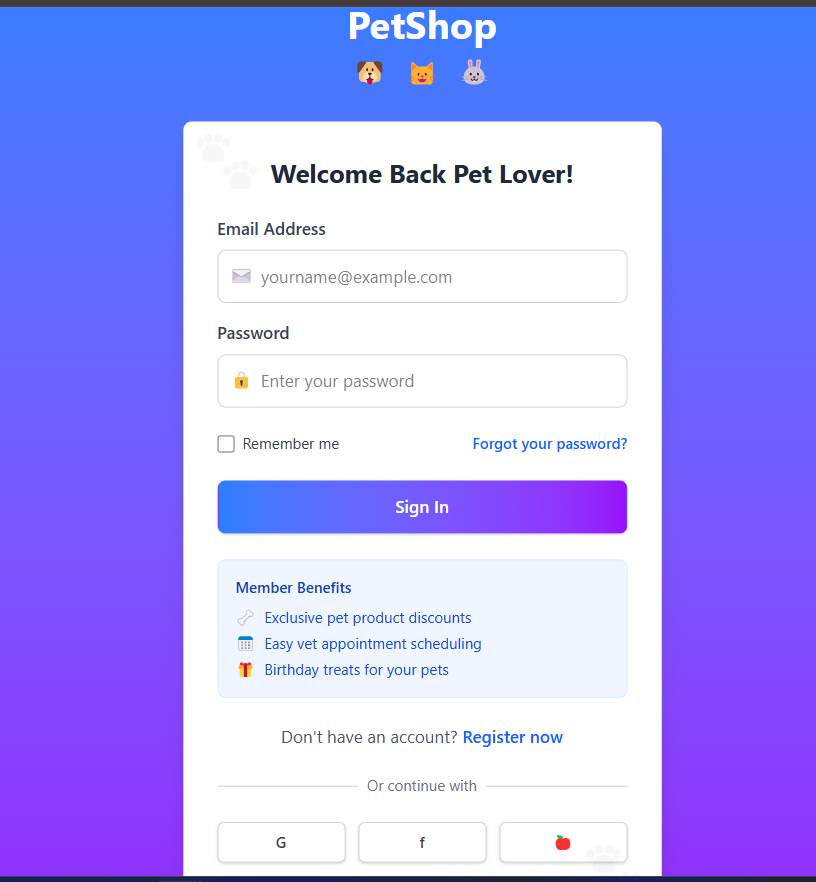 PetShop
Welcome Back Pet Lover!
Email Address
yourname@example.com
Password
Enter your password
Remember me
Forgot your password?
Sign In
Member Benefits
Exclusive pet product discounts
Easy vet appointment scheduling
Birthday treats for your pets
Don't have an account? Register now
Or continue with
G
f